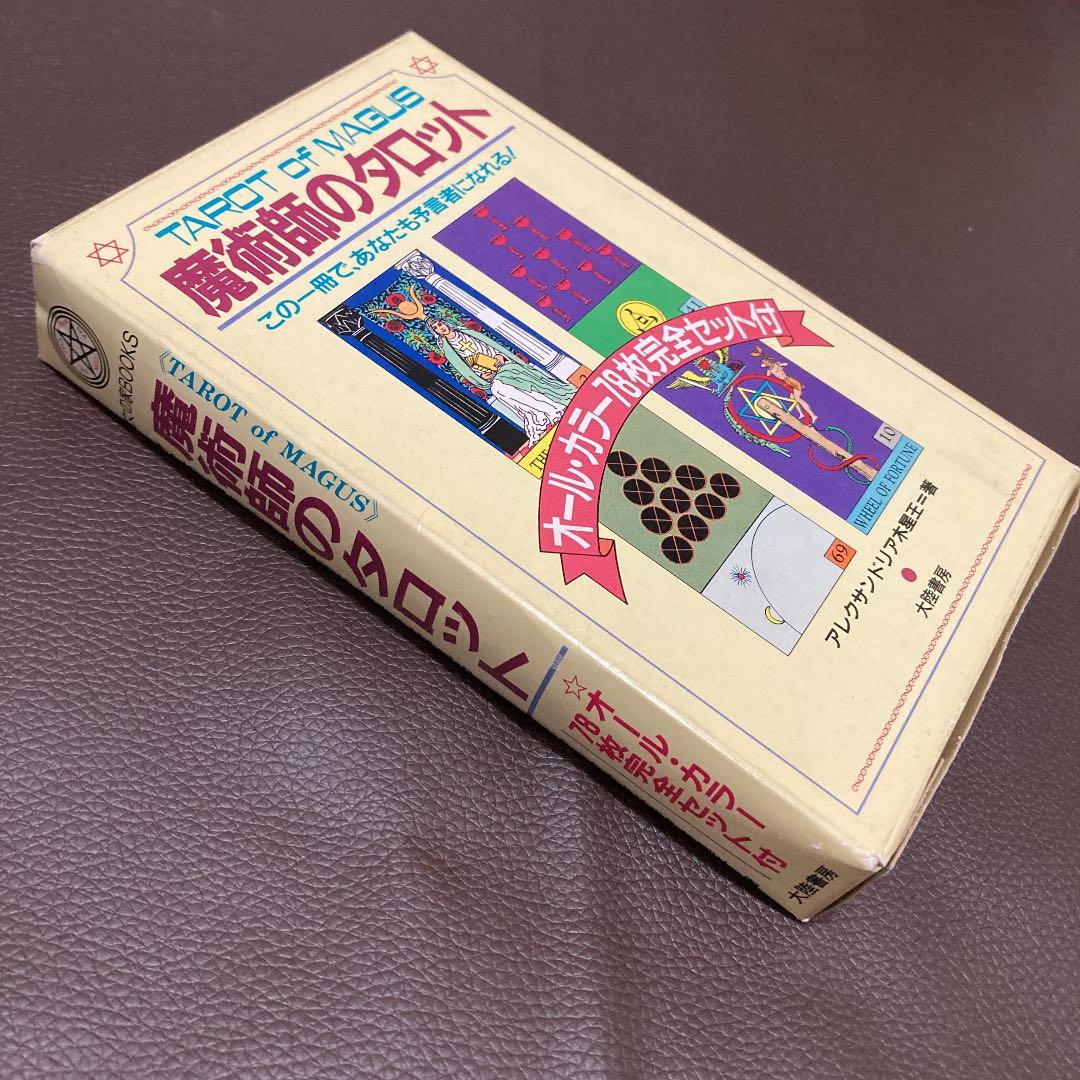 TAROT of MAGUS
魔術師のタロット
この一冊で、あなたも予言者になれる!
オール・カラー78枚完全セット付
THE
2
11
10
WHEEL OF FORTUNE
69
アレクサンドリア木星王=著
大陸書房
BOOKS
《TAROT of MAGUS》
魔術師のタロット
☆オール・カラー
78枚完全セット付
大陸書房